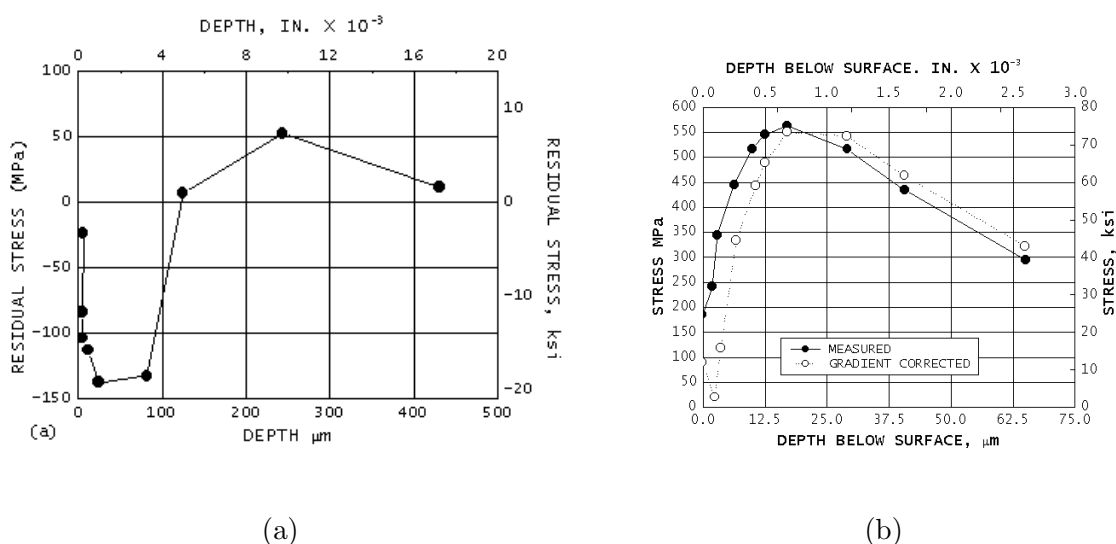 DEPTH, IN. X 10⁻³
0 4 8 12 16 20
100
50
0
−50
−100
−150
RESIDUAL STRESS (MPa)
10
0
−10
−20
RESIDUAL STRESS, ksi
0 100 200 300 400 500
(a)
DEPTH µm
DEPTH BELOW SURFACE. IN. X 10⁻³
0.0 0.5 1.0 1.5 2.0 2.5 3.0
600
550
500
450
400
350
300
250
200
150
100
50
0
STRESS MPa
80
70
60
50
40
30
20
10
0
STRESS, ksi
MEASURED
GRADIENT CORRECTED
0.0 12.5 25.0 37.5 50.0 62.5 75.0
DEPTH BELOW SURFACE, µm
(a)
(b)